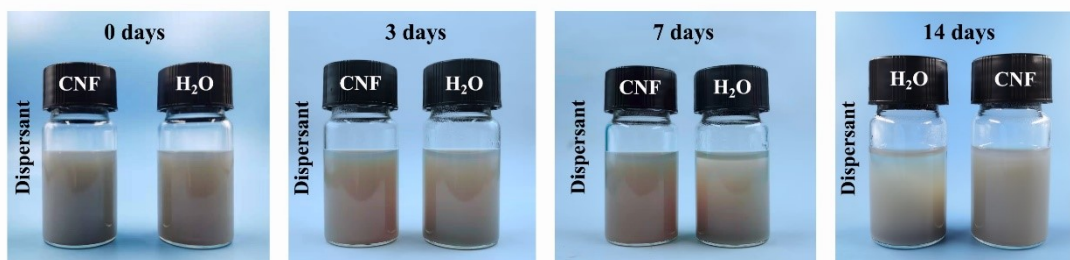 0 days
CNF
H₂O
Dispersant
3 days
CNF
H₂O
Dispersant
7 days
CNF
H₂O
Dispersant
14 days
H₂O
CNF
Dispersant